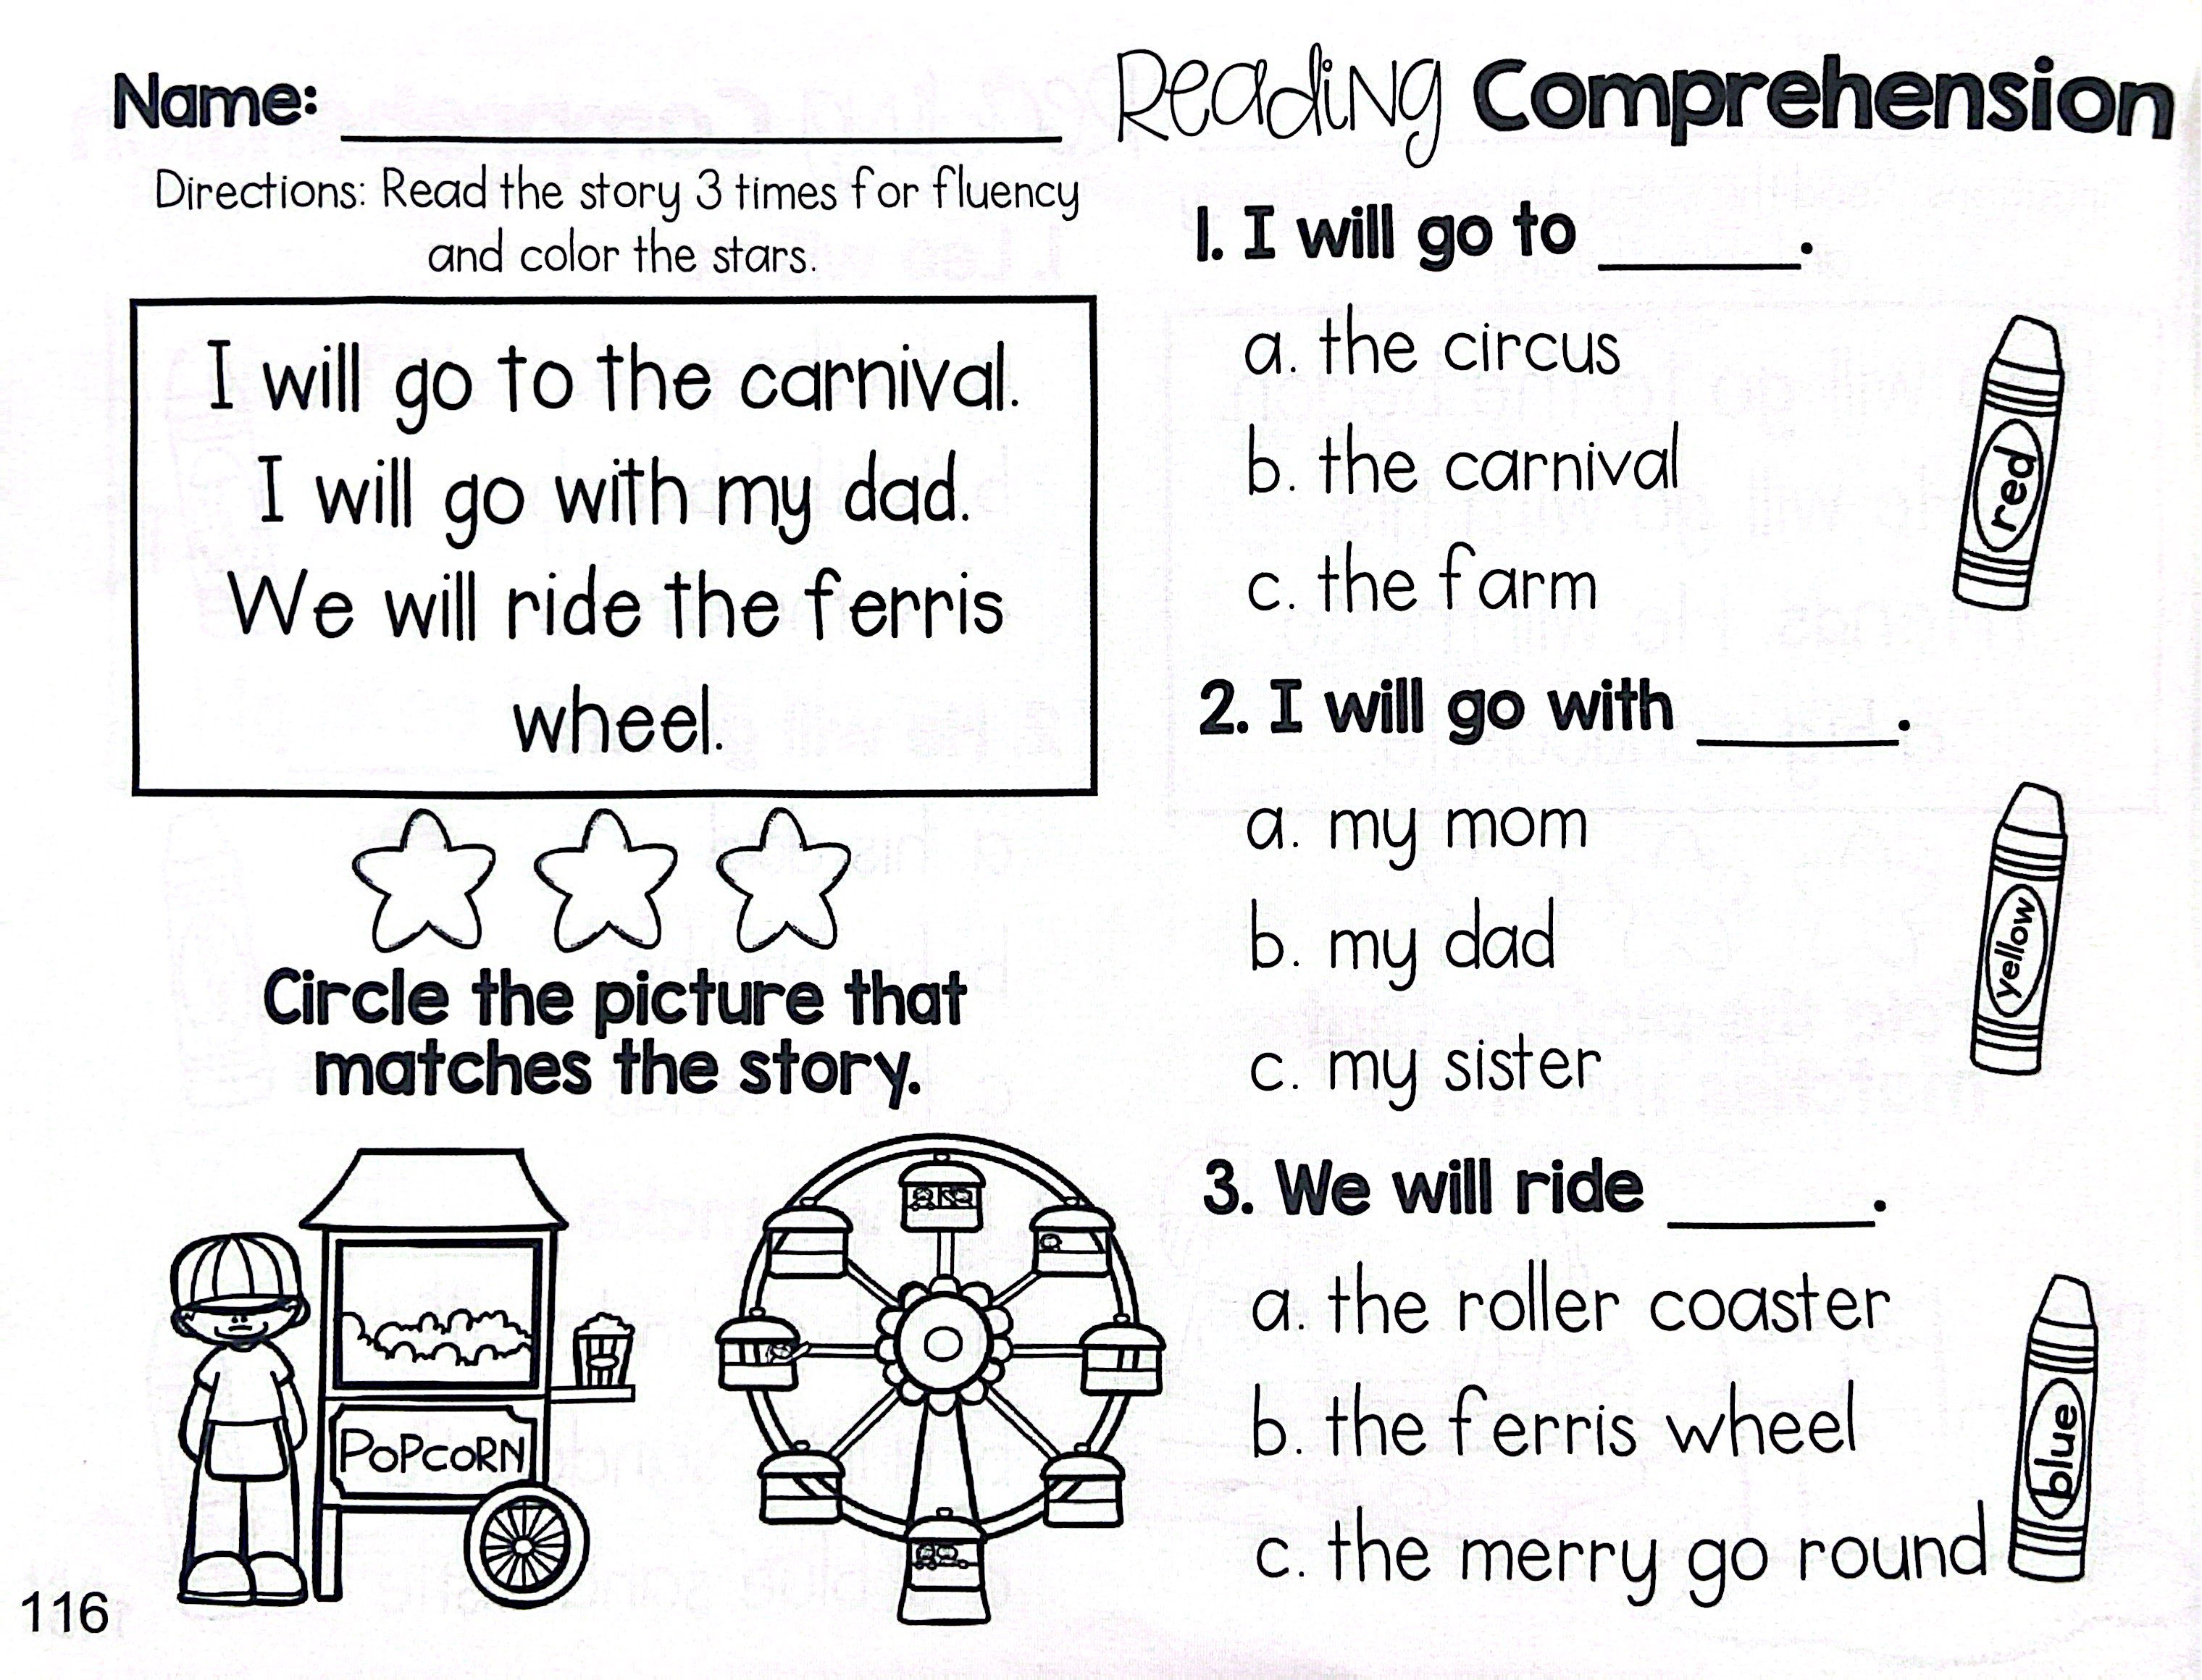 Name: ____________
Reading Comprehension
Directions: Read the story 3 times for fluency
and color the stars.
I will go to the carnival.
I will go with my dad.
We will ride the ferris
wheel.
Circle the picture that
matches the story.
POPCORN
116
1. I will go to ______.
a. the circus
b. the carnival
c. the farm
red
2. I will go with ______.
a. my mom
b. my dad
c. my sister
yellow
3. We will ride ______.
a. the roller coaster
b. the ferris wheel
c. the merry go round
blue